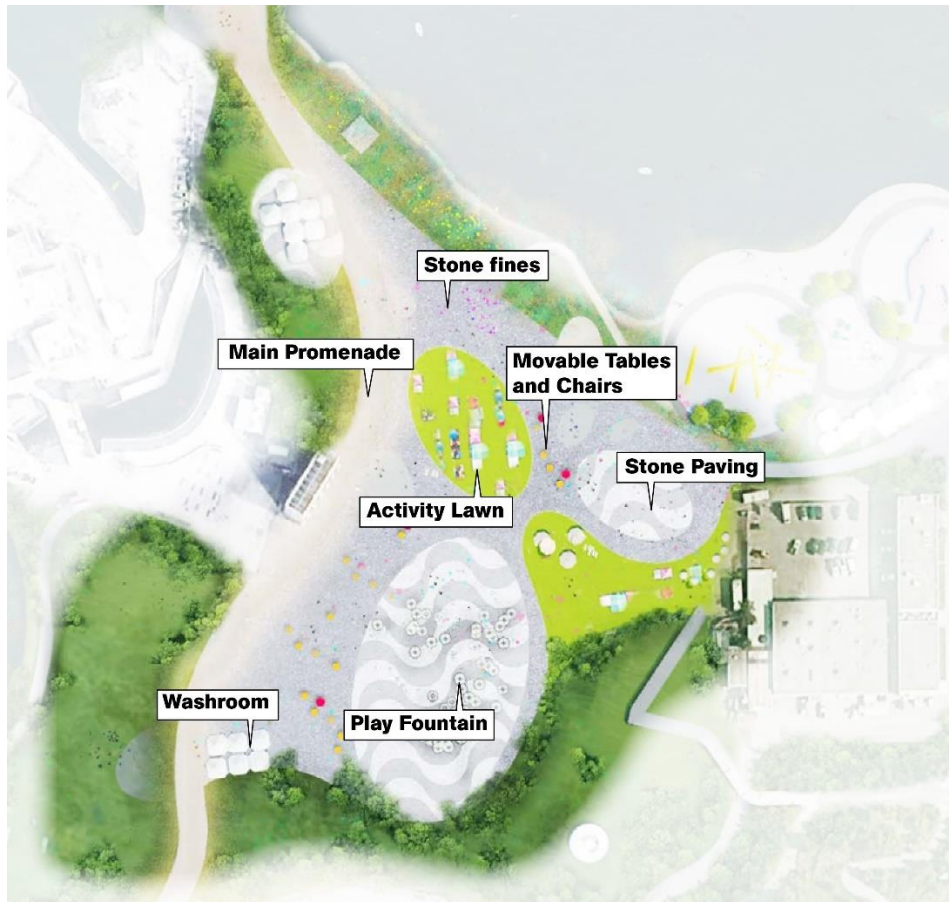 Stone fines
Main Promenade
Movable Tables
and Chairs
Stone Paving
Activity Lawn
Washroom
Play Fountain